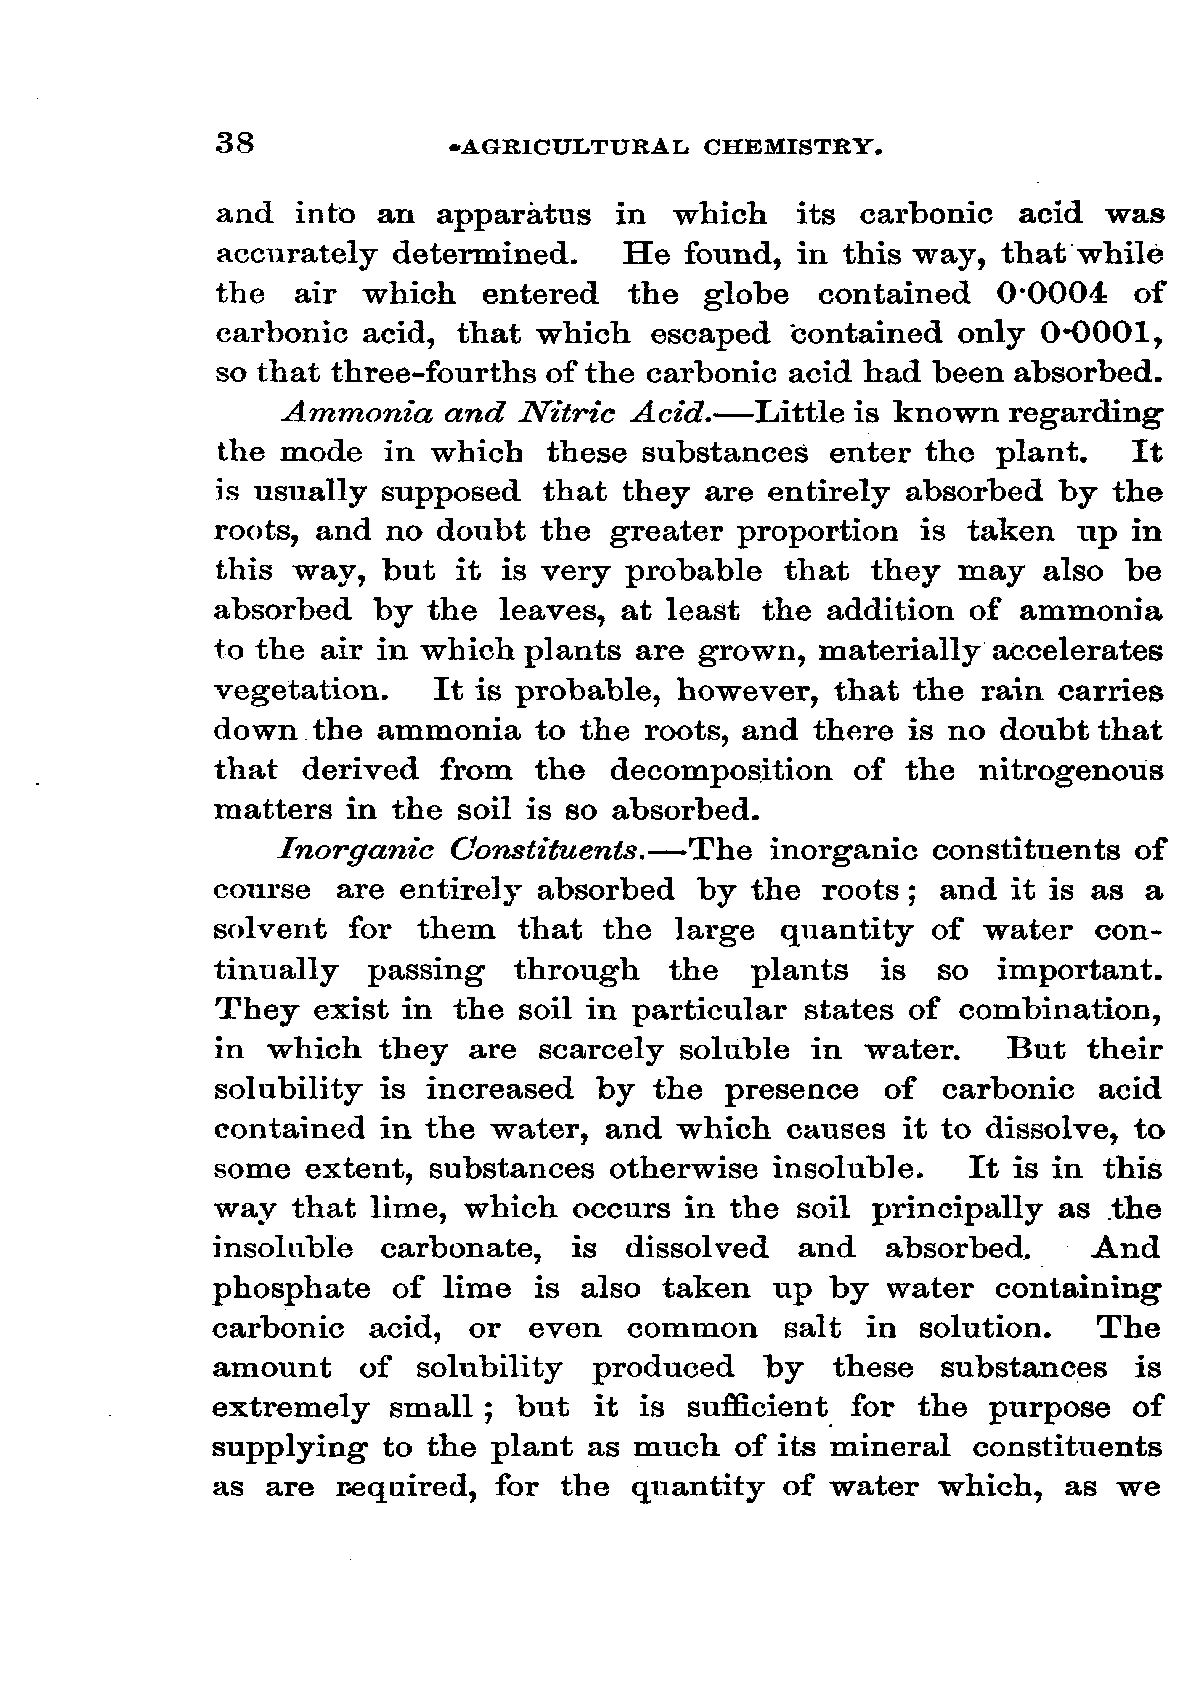 38 AGRICULTURAL CHEMISTRY.
and into an apparatus in which its carbonic acid was
accurately determined. He found, in this way, that while
the air which entered the globe contained 0·0004 of
carbonic acid, that which escaped contained only 0·0001,
so that three-fourths of the carbonic acid had been absorbed.
Ammonia and Nitric Acid.—Little is known regarding
the mode in which these substances enter the plant. It
is usually supposed that they are entirely absorbed by the
roots, and no doubt the greater proportion is taken up in
this way, but it is very probable that they may also be
absorbed by the leaves, at least the addition of ammonia
to the air in which plants are grown, materially accelerates
vegetation. It is probable, however, that the rain carries
down the ammonia to the roots, and there is no doubt that
that derived from the decomposition of the nitrogenous
matters in the soil is so absorbed.
Inorganic Constituents.—The inorganic constituents of
course are entirely absorbed by the roots; and it is as a
solvent for them that the large quantity of water con-
tinually passing through the plants is so important.
They exist in the soil in particular states of combination,
in which they are scarcely soluble in water. But their
solubility is increased by the presence of carbonic acid
contained in the water, and which causes it to dissolve, to
some extent, substances otherwise insoluble. It is in this
way that lime, which occurs in the soil principally as the
insoluble carbonate, is dissolved and absorbed. And
phosphate of lime is also taken up by water containing
carbonic acid, or even common salt in solution. The
amount of solubility produced by these substances is
extremely small; but it is sufficient for the purpose of
supplying to the plant as much of its mineral constituents
as are required, for the quantity of water which, as we